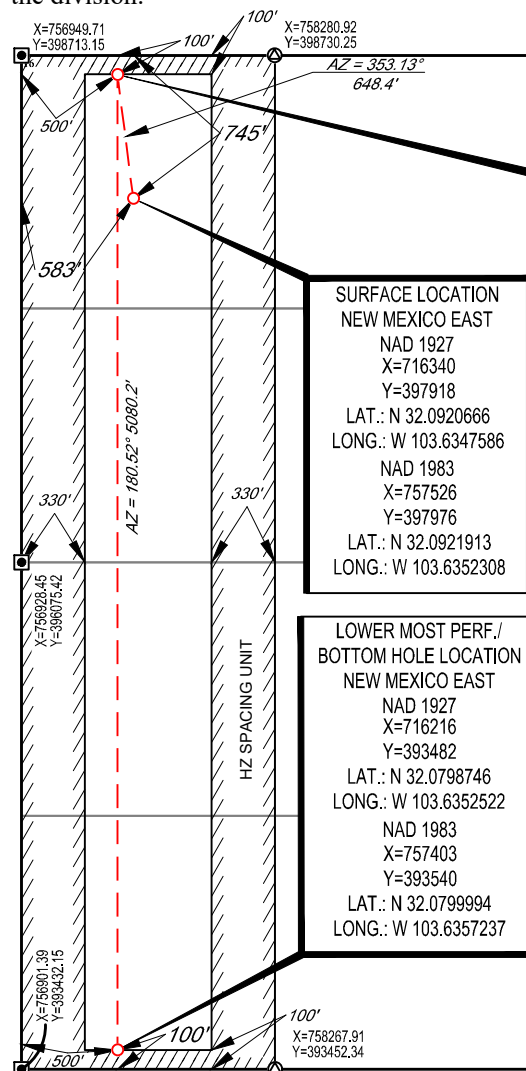 the division.
X=756949.71
Y=398713.15
100'
100'
X=758280.92
Y=398730.25
AZ = 353.13°
648.4'
500'
745'
583'
SURFACE LOCATION
NEW MEXICO EAST
NAD 1927
X=716340
Y=397918
LAT.: N 32.0920666
LONG.: W 103.6347586
NAD 1983
X=757526
Y=397976
LAT.: N 32.0921913
LONG.: W 103.6352308
AZ = 180.52° 5080.2'
330'
330'
X=756928.45
Y=396075.42
HZ SPACING UNIT
LOWER MOST PERF./
BOTTOM HOLE LOCATION
NEW MEXICO EAST
NAD 1927
X=716216
Y=393482
LAT.: N 32.0798746
LONG.: W 103.6352522
NAD 1983
X=757403
Y=393540
LAT.: N 32.0799994
LONG.: W 103.6357237
X=756901.39
Y=393432.15
500'
100'
100'
X=758267.91
Y=393452.34